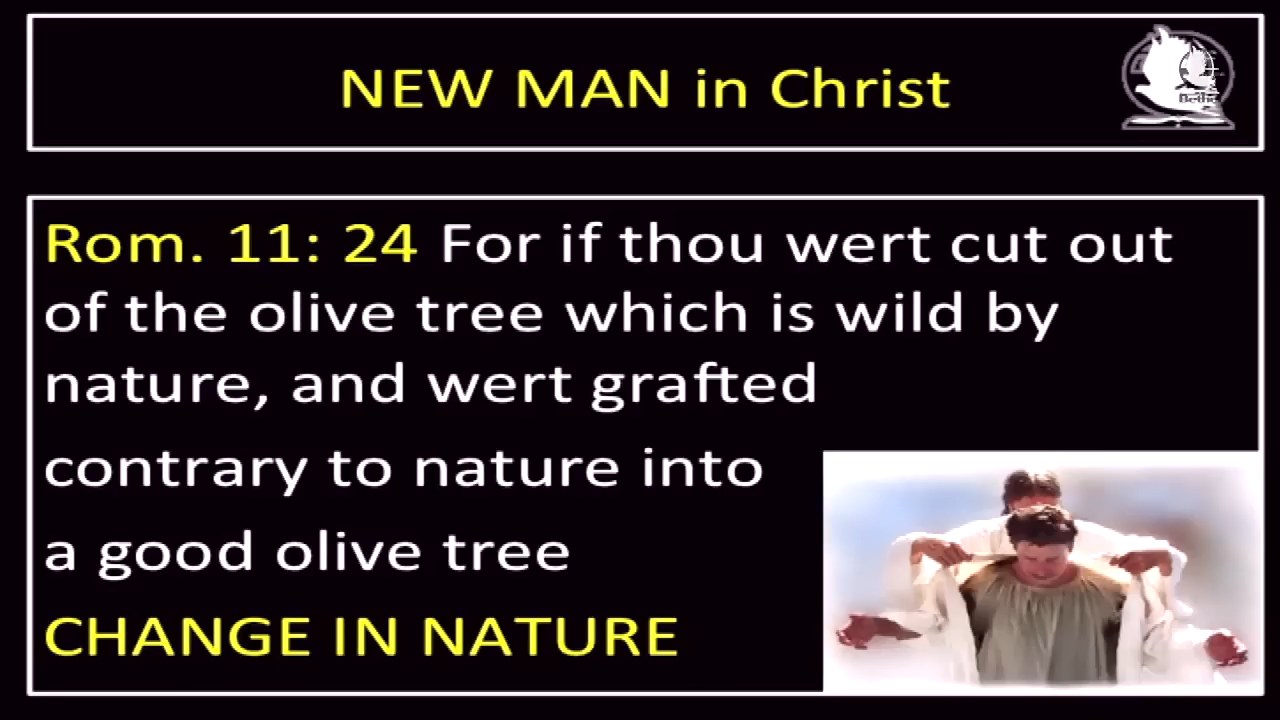 NEW MAN in Christ
Rom. 11: 24 For if thou wert cut out
of the olive tree which is wild by
nature, and wert grafted
contrary to nature into
a good olive tree
CHANGE IN NATURE